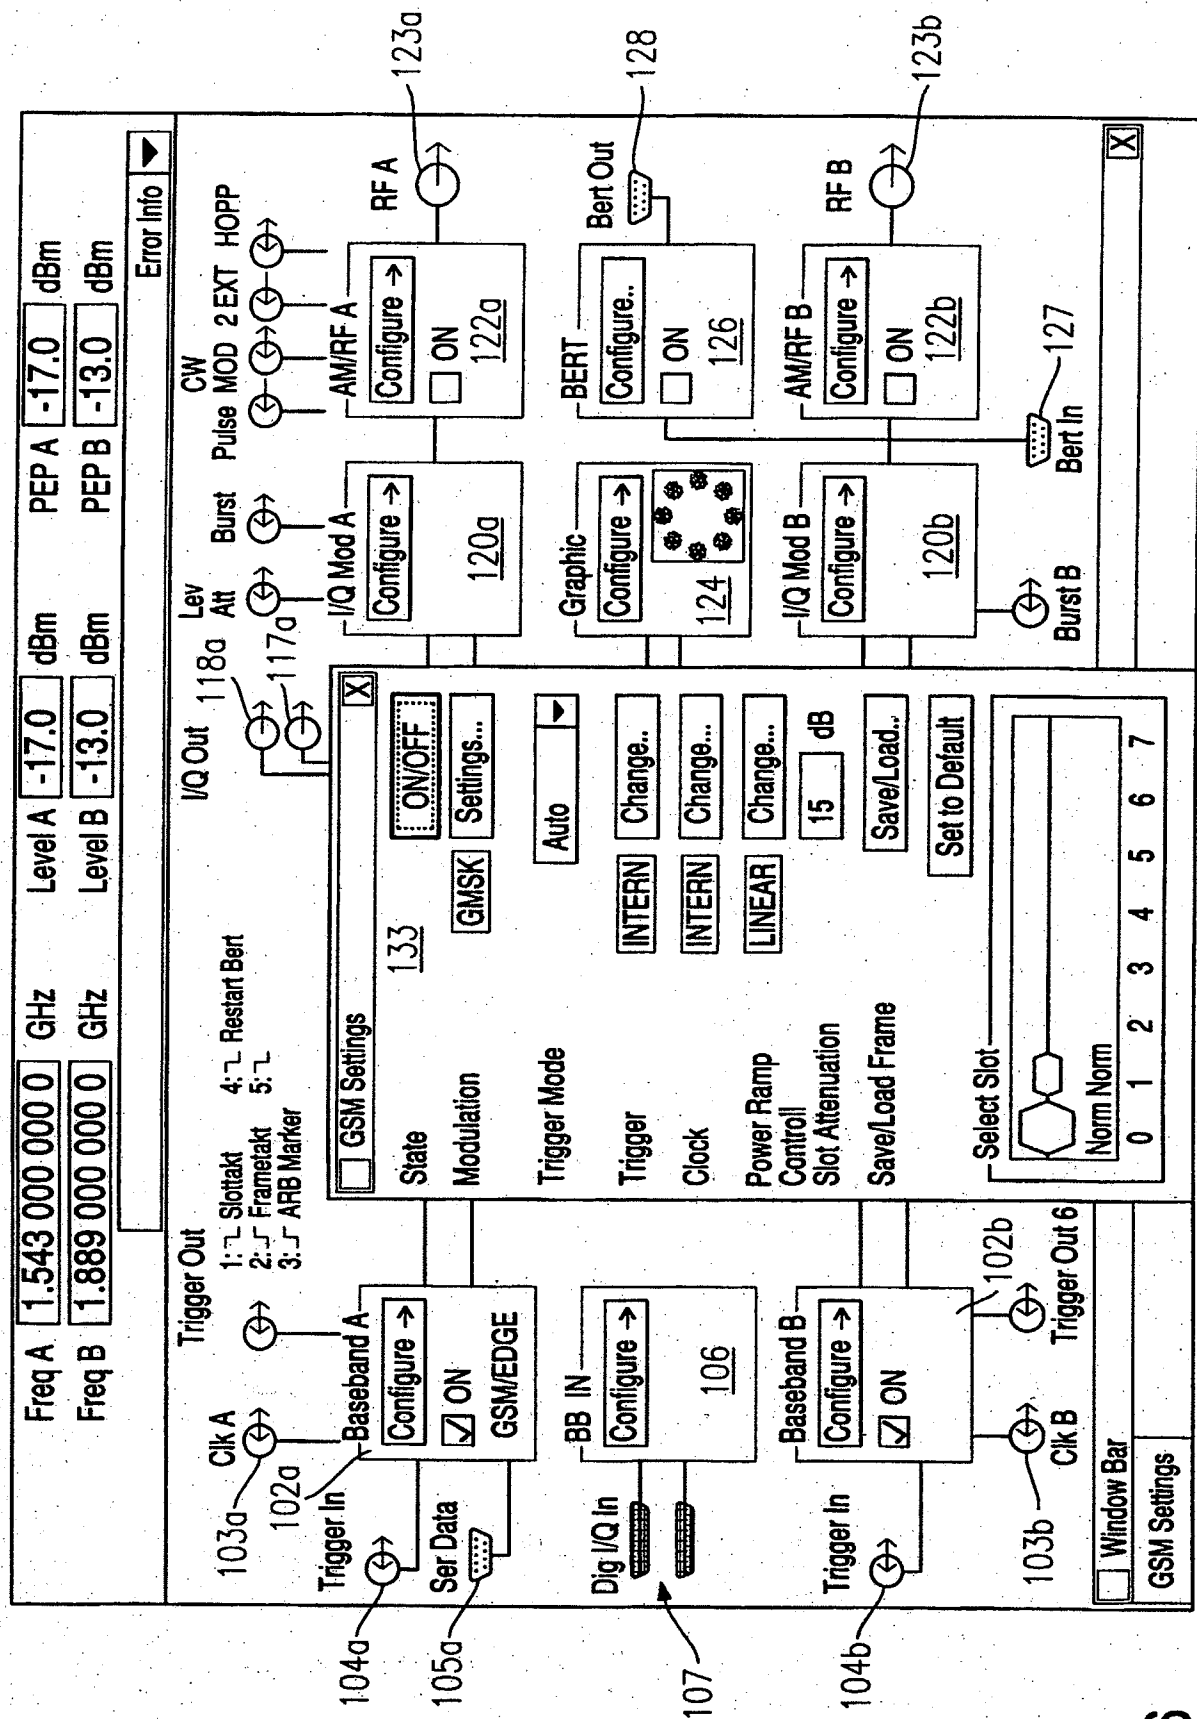 Freq A 1.543 000 000 0 GHz Level A -17.0 dBm PEP A -17.0 dBm
Freq B 1.889 000 000 0 GHz Level B -13.0 dBm PEP B -13.0 dBm
Error Info
Clk A
103a
Trigger Out
1: Slottakt 4: Restart Bert
2: Frametakt 5:
3: ARB Marker
I/Q Out
118a
117a
Lev
Att
Burst
Pulse
CW
MOD
2 EXT
HOPP
102a
Trigger In
104a
Ser Data
105a
Baseband A
Configure →
ON
GSM/EDGE
Dig I/Q In
107
BB IN
Configure →
106
Trigger In
104b
Baseband B
Configure →
ON
102b
103b
Clk B
Trigger Out 6
GSM Settings X
133
State ON/OFF
Modulation GMSK Settings...
Trigger Mode Auto
Trigger INTERN Change..
Clock INTERN Change...
Power Ramp LINEAR Change...
Controll
Slot Attenuation 15 dB
Save/Load Frame Save/Load..
Set to Default
Select Slot
Norm Norm
0 1 2 3 4 5 6 7
I/Q Mod A
Configure →
120a
AM/RF A
Configure →
ON
122a
RF A
123a
Graphic
Configure →
124
BERT
Configure..
ON
126
Bert Out
128
I/Q Mod B
Configure →
120b
AM/RF B
Configure →
ON
122b
RF B
123b
Burst B
Bert In
127
Window Bar X
GSM Settings